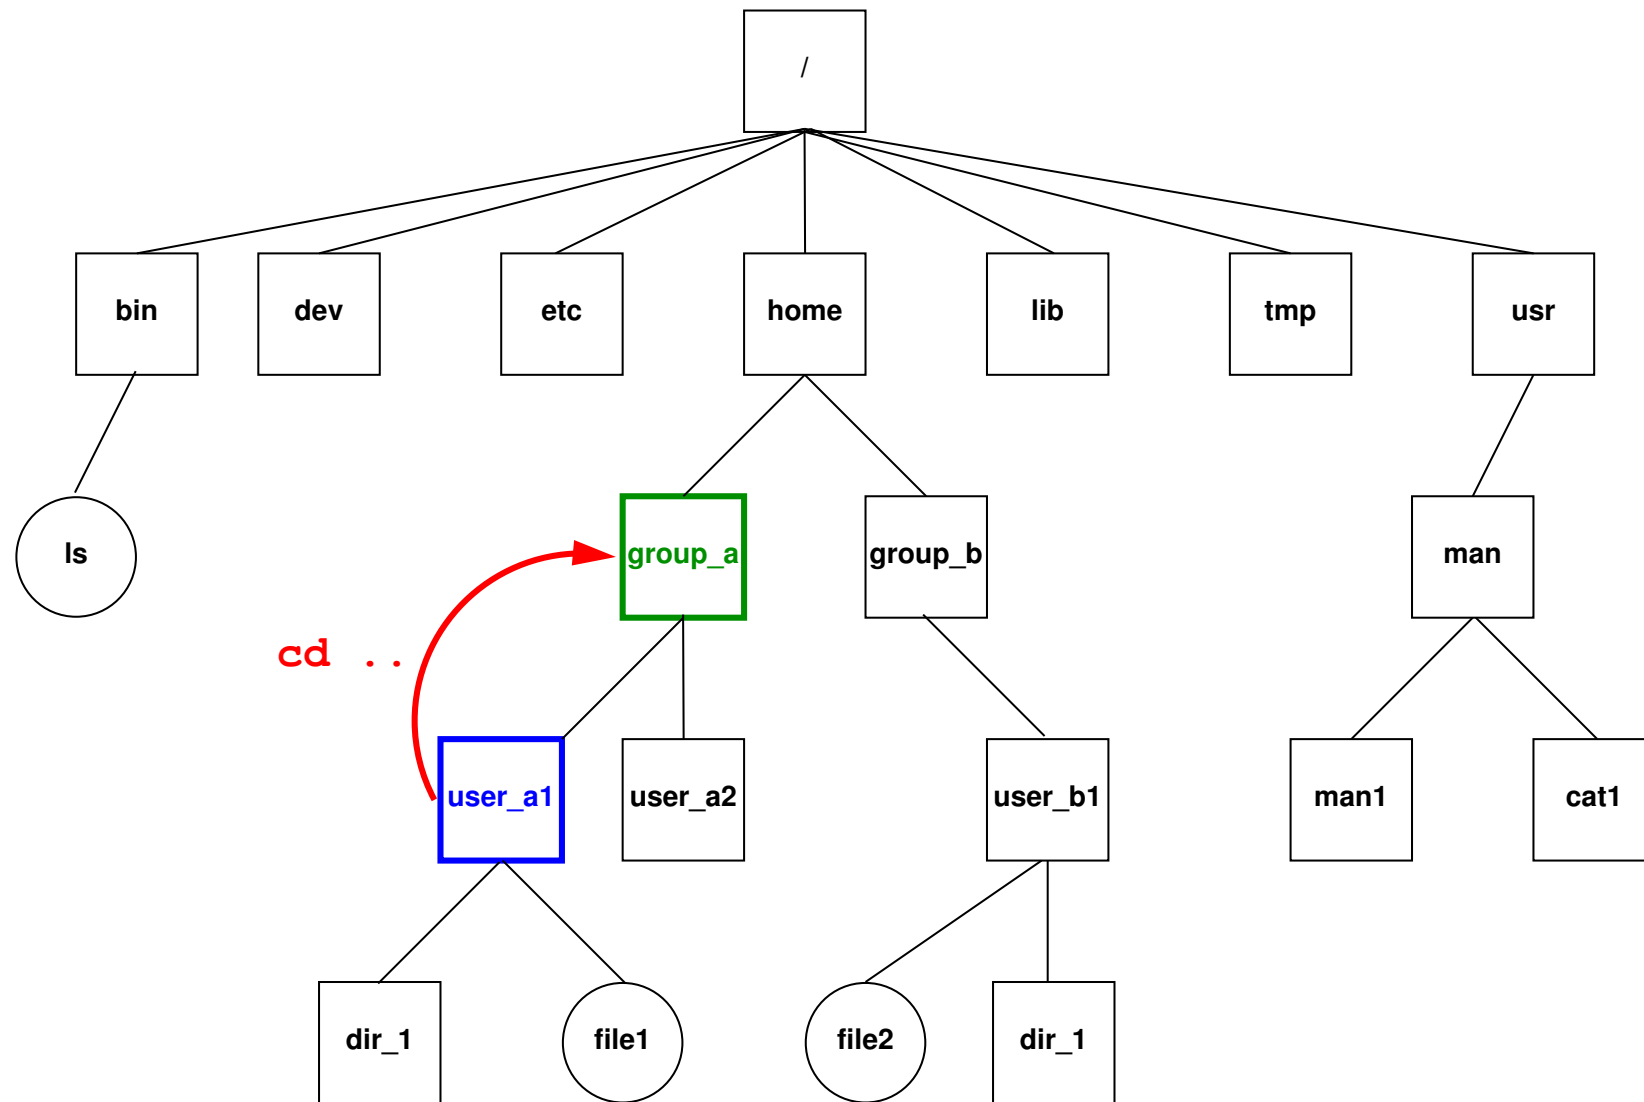 /
bin
dev
etc
home
lib
tmp
usr
ls
group_a
group_b
man
cd ..
user_a1
user_a2
user_b1
man1
cat1
dir_1
file1
file2
dir_1